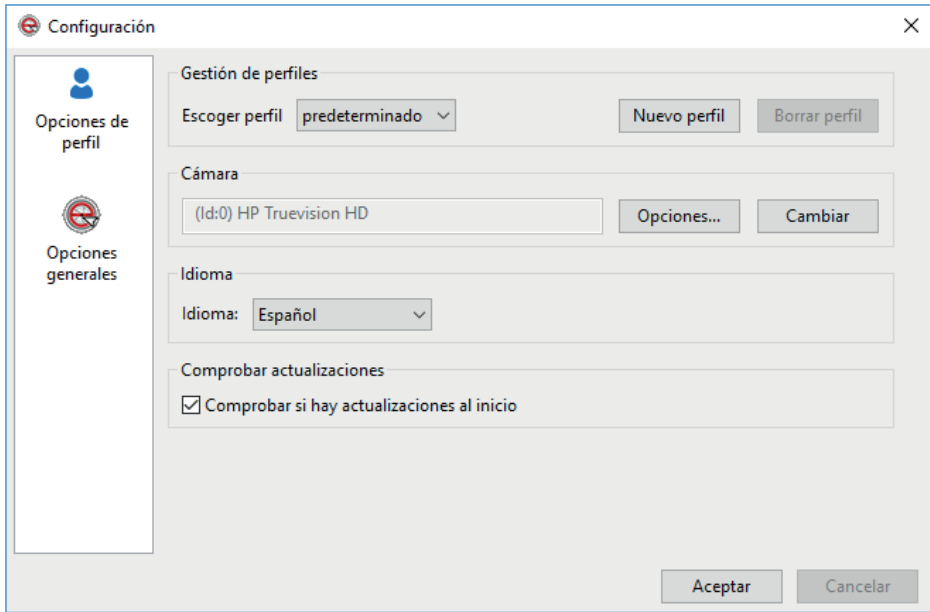 Configuración
Opciones de
perfil
Opciones
generales
Gestión de perfiles
Escoger perfil predeterminado Nuevo perfil Borrar perfil
Cámara
(Id:0) HP Truevision HD Opciones... Cambiar
Idioma
Idioma: Español
Comprobar actualizaciones
Comprobar si hay actualizaciones al inicio
Aceptar Cancelar